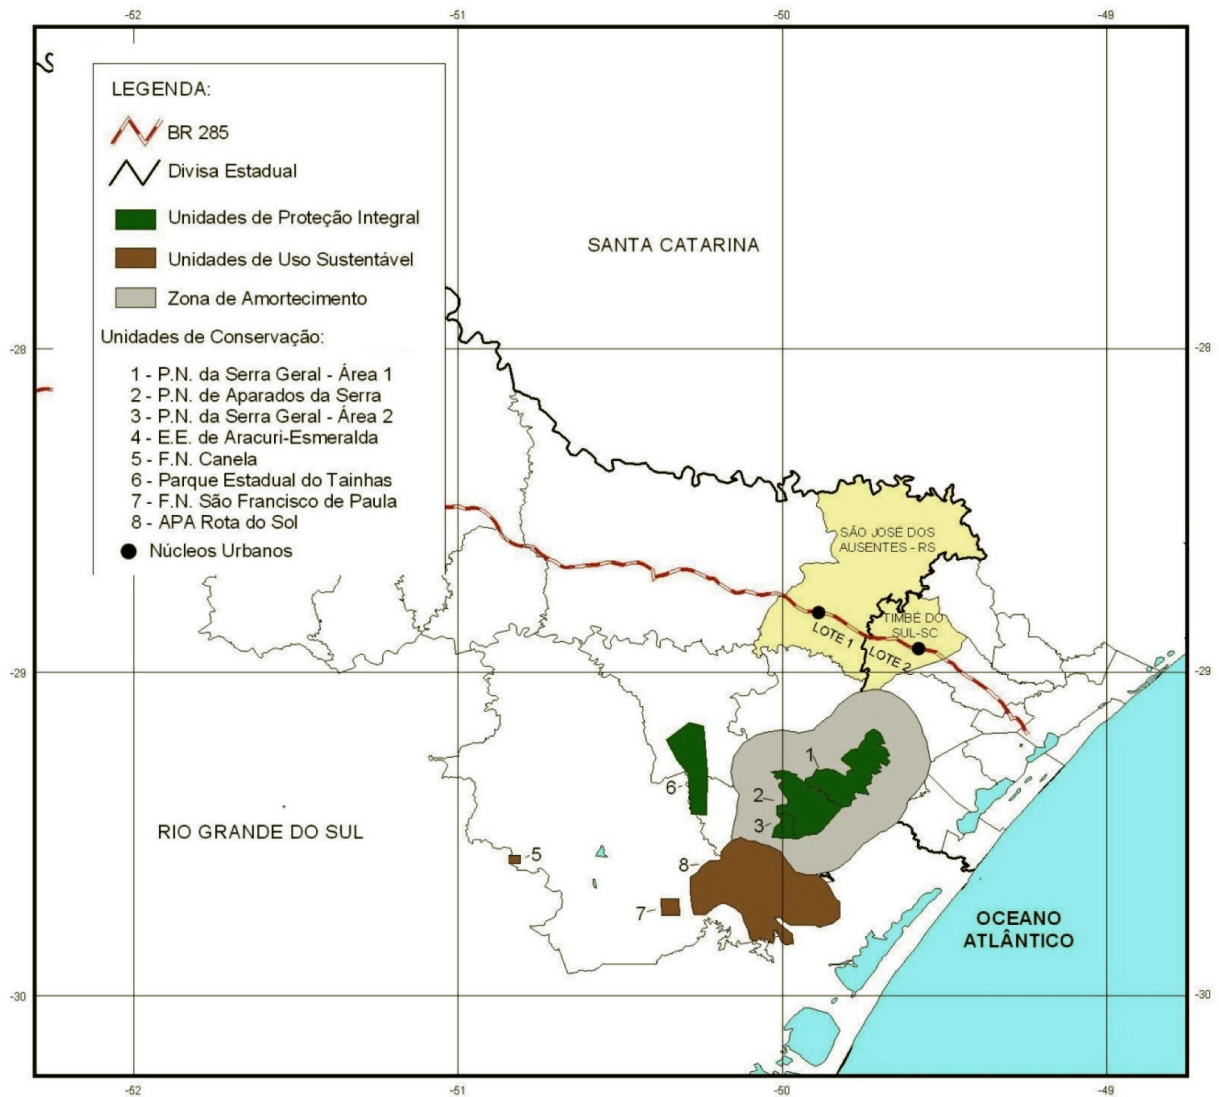 -52 -51 -50 -49
LEGENDA:
BR 285
Divisa Estadual
Unidades de Proteção Integral
Unidades de Uso Sustentável
Zona de Amortecimento
Unidades de Conservação:
1 - P.N. da Serra Geral - Área 1
2 - P.N. de Aparados da Serra
3 - P.N. da Serra Geral - Área 2
4 - E.E. de Aracuri-Esmeralda
5 - F.N. Canela
6 - Parque Estadual do Tainhas
7 - F.N. São Francisco de Paula
8 - APA Rota do Sol
Núcleos Urbanos
SANTA CATARINA
-28 -28
SÃO JOSÉ DOS
AUSENTES - RS
TIMBÉ DO
SUL-SC
LOTE 1
LOTE 2
-29 -29
1
6
2
3
RIO GRANDE DO SUL
5
8
7
OCEANO
ATLÂNTICO
-30 -30
-52 -51 -50 -49